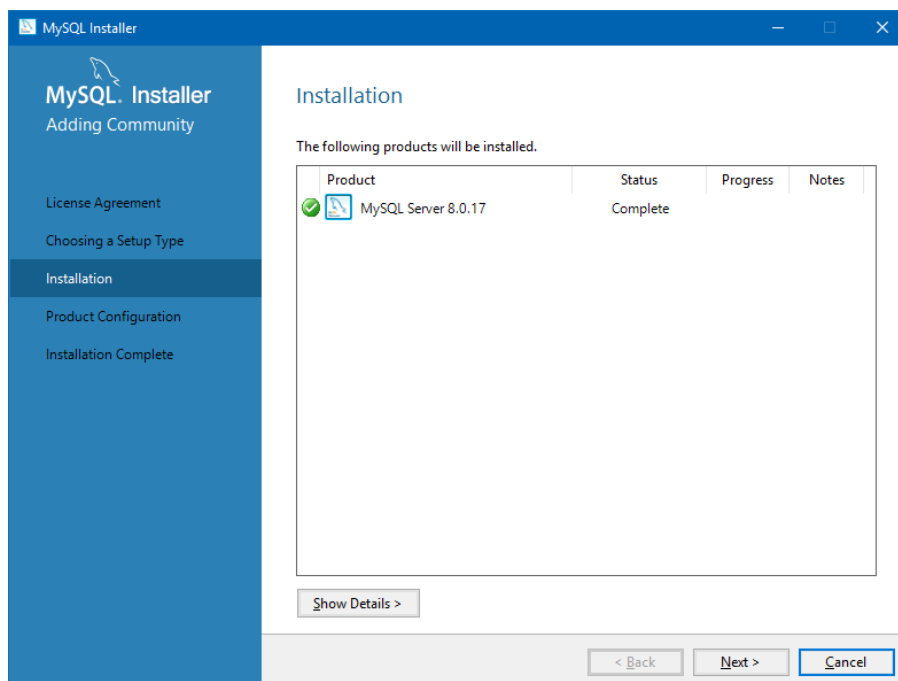 MySQL Installer
MySQL. Installer
Adding Community
License Agreement
Choosing a Setup Type
Installation
Product Configuration
Installation Complete
Installation
The following products will be installed.
Product Status Progress Notes
MySQL Server 8.0.17 Complete
Show Details >
< Back Next > Cancel